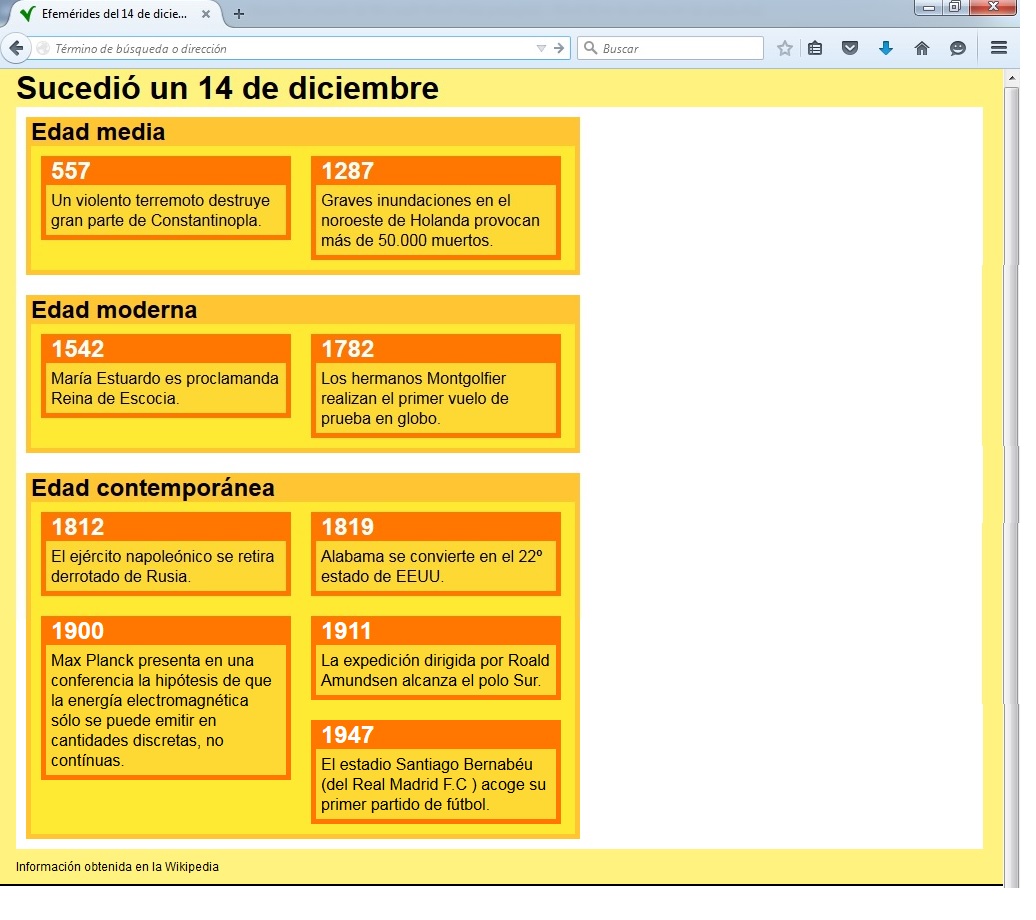 Efemérides del 14 de dicie...
Término de búsqueda o dirección
Buscar
Sucedió un 14 de diciembre
Edad media
557
Un violento terremoto destruye
gran parte de Constantinopla.
1287
Graves inundaciones en el
noroeste de Holanda provocan
más de 50.000 muertos.
Edad moderna
1542
María Estuardo es proclamanda
Reina de Escocia.
1782
Los hermanos Montgolfier
realizan el primer vuelo de
prueba en globo.
Edad contemporánea
1812
El ejército napoleónico se retira
derrotado de Rusia.
1819
Alabama se convierte en el 22º
estado de EEUU.
1900
Max Planck presenta en una
conferencia la hipótesis de que
la energía electromagnética
sólo se puede emitir en
cantidades discretas, no
contínuas.
1911
La expedición dirigida por Roald
Amundsen alcanza el polo Sur.
1947
El estadio Santiago Bernabéu
(del Real Madrid F.C ) acoge su
primer partido de fútbol.
Información obtenida en la Wikipedia